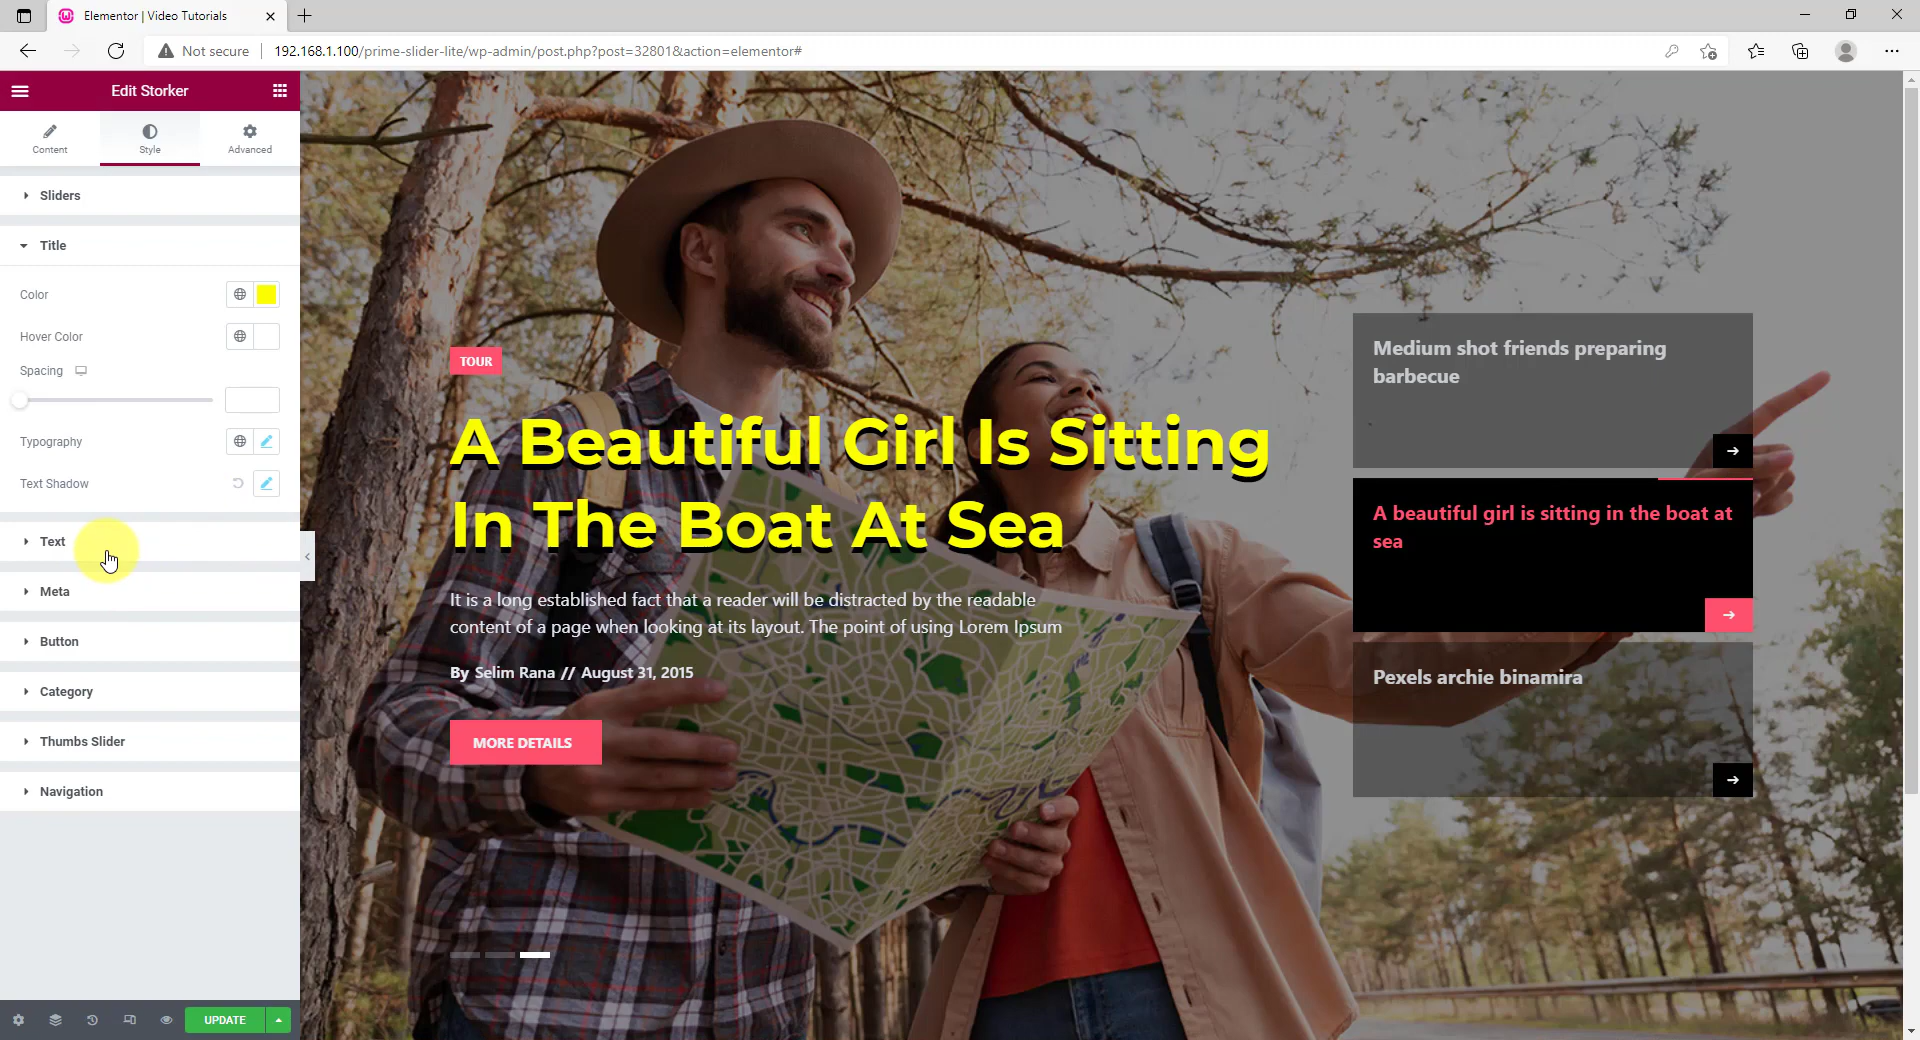 Elementor | Video Tutorials
Not secure
192.168.1.100/prime-slider-lite/wp-admin/post.php?post=32801&action=elementor#
Edit Storker
Content
Style
Advanced
Sliders
Title
Color
Hover Color
Spacing
Typography
Text Shadow
Text
Meta
Button
Category
Thumbs Slider
Navigation
UPDATE
TOUR
A Beautiful Girl Is Sitting
In The Boat At Sea
It is a long established fact that a reader will be distracted by the readable
content of a page when looking at its layout. The point of using Lorem Ipsum
By Selim Rana // August 31, 2015
MORE DETAILS
Medium shot friends preparing
barbecue
A beautiful girl is sitting in the boat at
sea
Pexels archie binamira